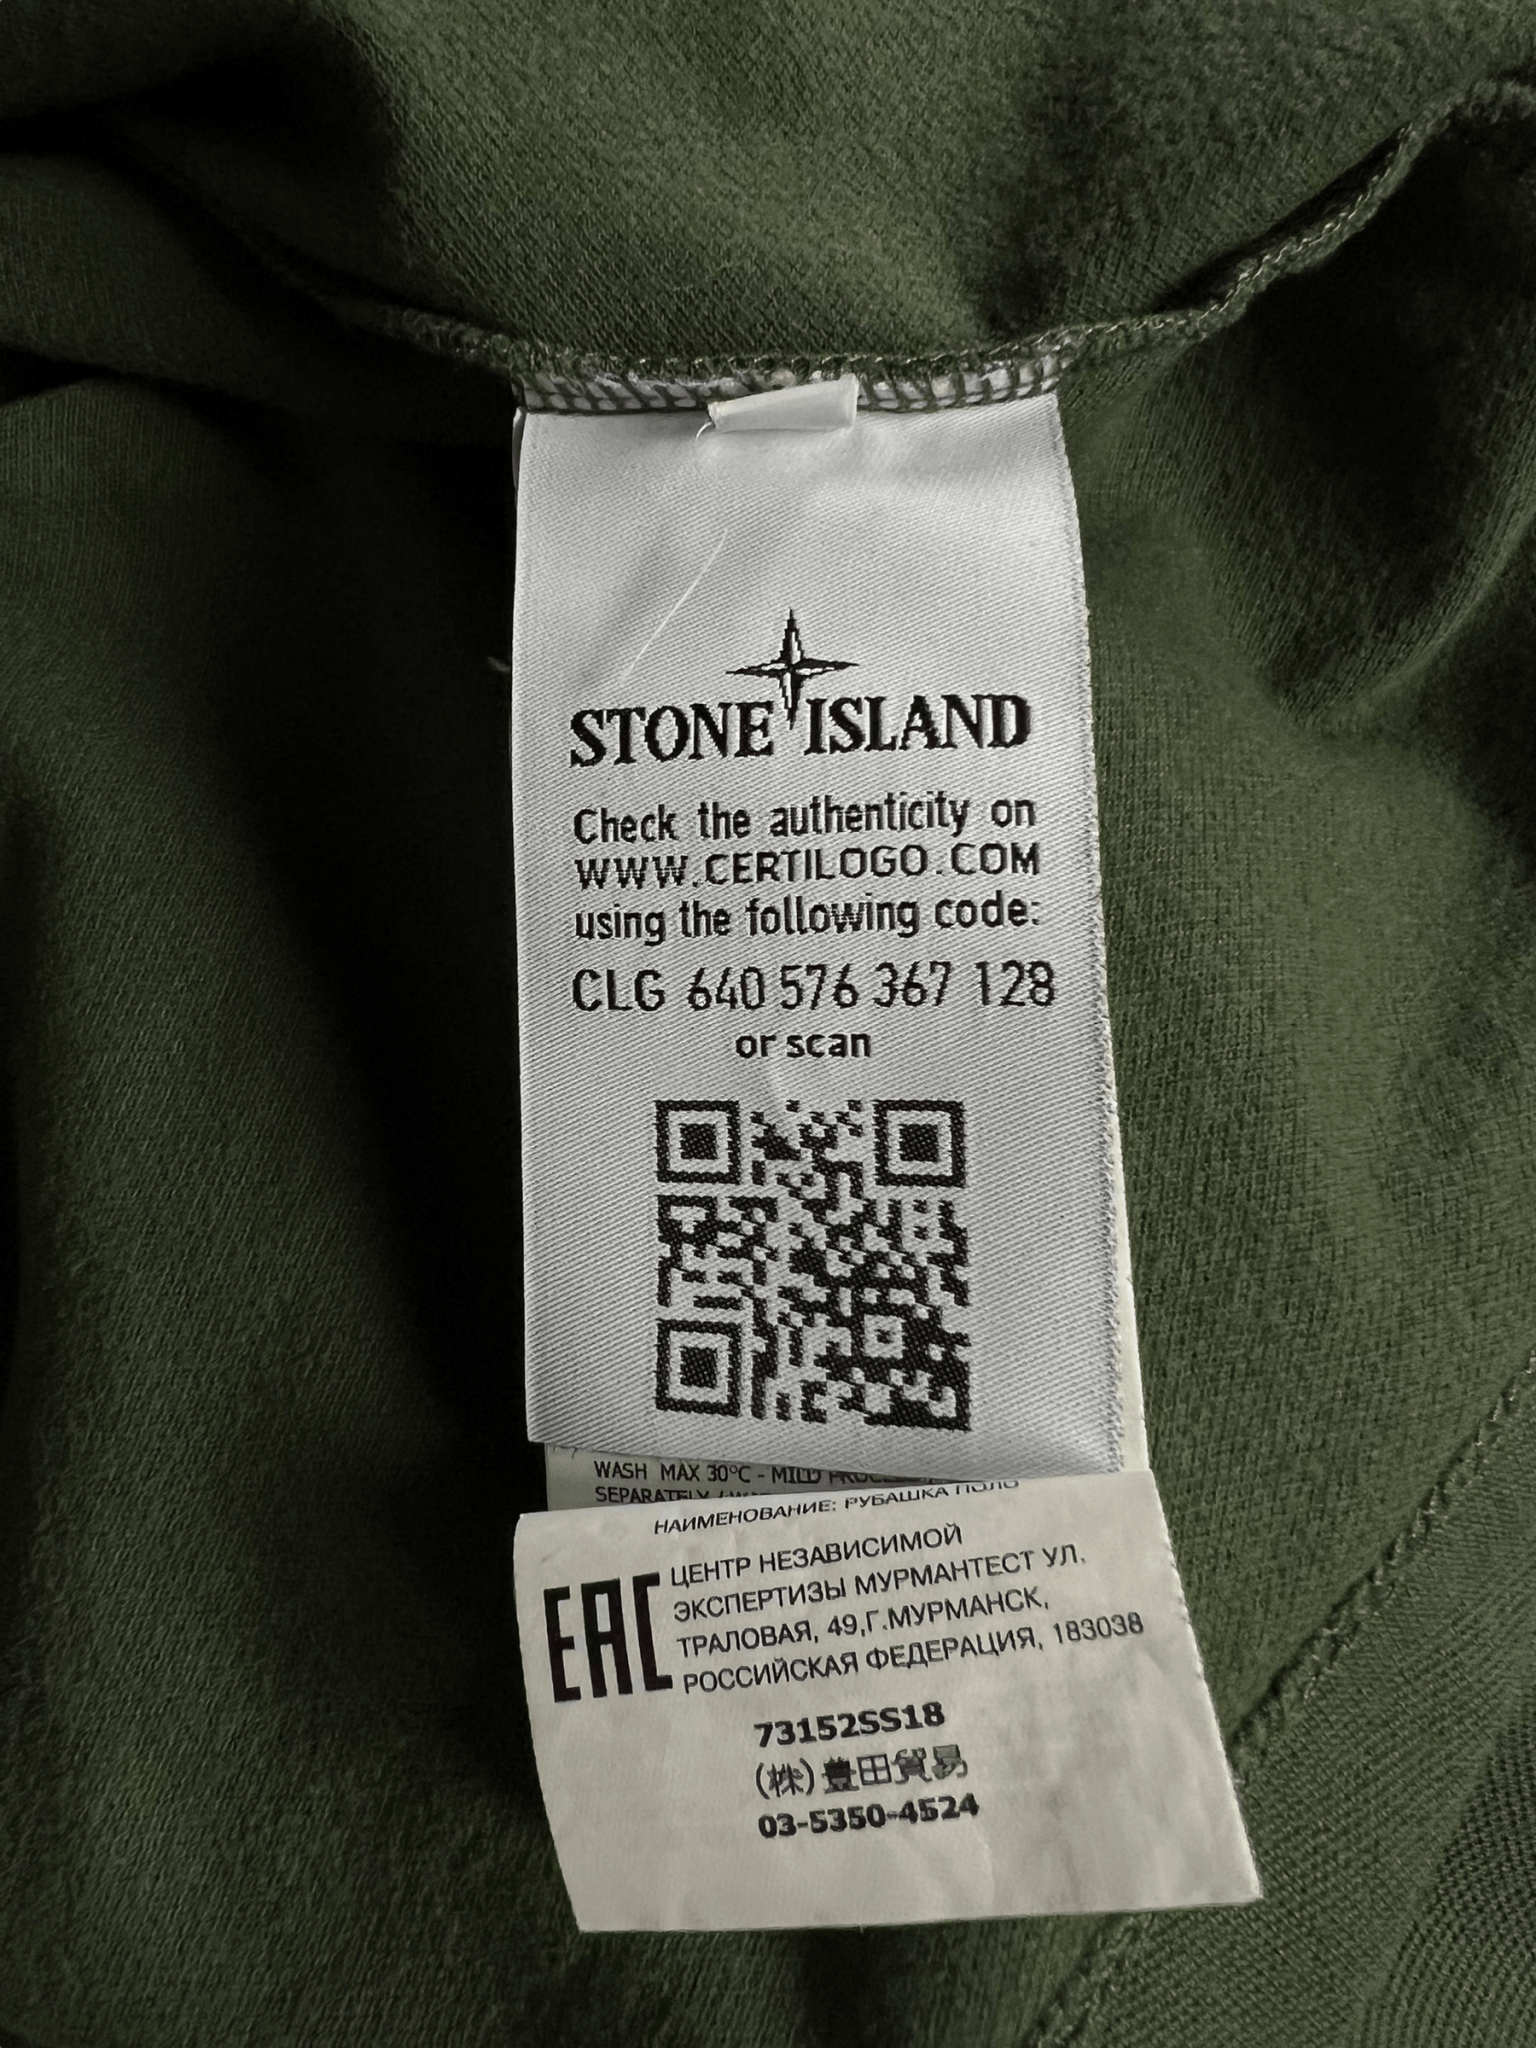 STONE ISLAND
Check the authenticity on
WWW.CERTILOGO.COM
using the following code:
CLG 640 576 367 128
or scan
WASH MAX 30°C - MILD
SEPARATELY /
НАИМЕНОВАНИЕ: РУБАШКА ПОЛО
EAC
ЦЕНТР НЕЗАВИСИМОЙ
ЭКСПЕРТИЗЫ МУРМАНТЕСТ УЛ.
ТРАЛОВАЯ, 49,Г.МУРМАНСК,
РОССИЙСКАЯ ФЕДЕРАЦИЯ, 183038
73152SS18
(株)豊田貿易
03-5350-4524